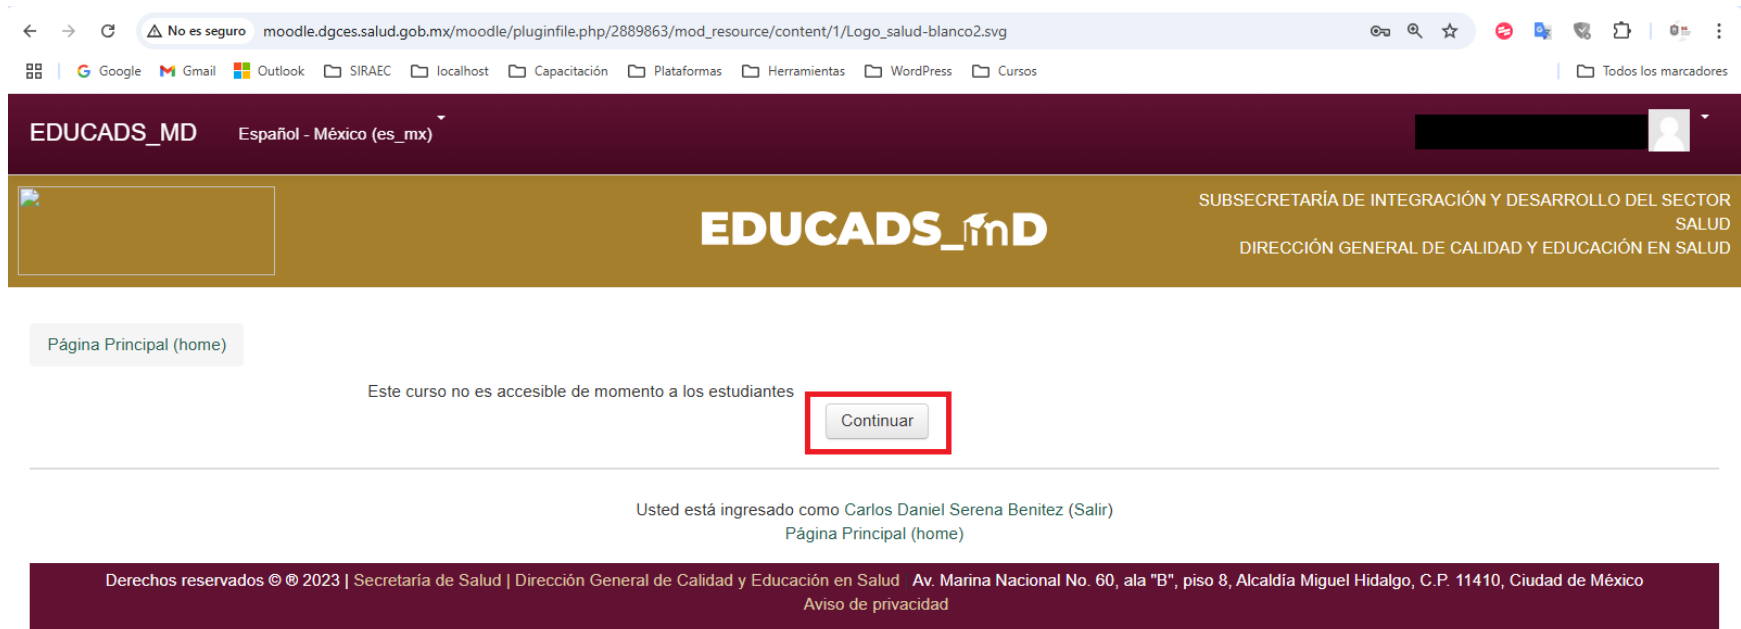 No es seguro moodle.dgces.salud.gob.mx/moodle/pluginfile.php/2889863/mod_resource/content/1/Logo_salud-blanco2.svg
Google Gmail Outlook SIRAEC localhost Capacitación Plataformas Herramientas WordPress Cursos Todos los marcadores
EDUCADS_MD Español - México (es_mx)
EDUCADS_mD
SUBSECRETARÍA DE INTEGRACIÓN Y DESARROLLO DEL SECTOR
SALUD
DIRECCIÓN GENERAL DE CALIDAD Y EDUCACIÓN EN SALUD
Página Principal (home)
Este curso no es accesible de momento a los estudiantes
Continuar
Usted está ingresado como Carlos Daniel Serena Benitez (Salir)
Página Principal (home)
Derechos reservados © ® 2023 | Secretaría de Salud | Dirección General de Calidad y Educación en Salud Av. Marina Nacional No. 60, ala "B", piso 8, Alcaldía Miguel Hidalgo, C.P. 11410, Ciudad de México
Aviso de privacidad